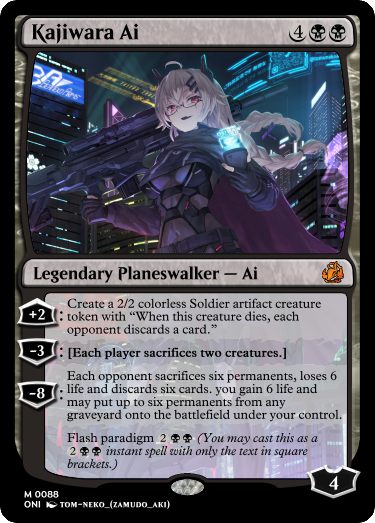 Kajiwara Ai 4
Legendary Planeswalker — Ai
+2: Create a 2/2 colorless Soldier artifact creature
token with “When this creature dies, each
opponent discards a card.”
-3: [Each player sacrifices two creatures.]
-8: Each opponent sacrifices six permanents, loses 6
life and discards six cards. you gain 6 life and
may put up to six permanents from any
graveyard onto the battlefield under your control.
Flash paradigm 2 (You may cast this as a
2 instant spell with only the text in square
brackets.)
4
M 0088
ONI TOM-NEKO_(ZAMUDO_AKI)